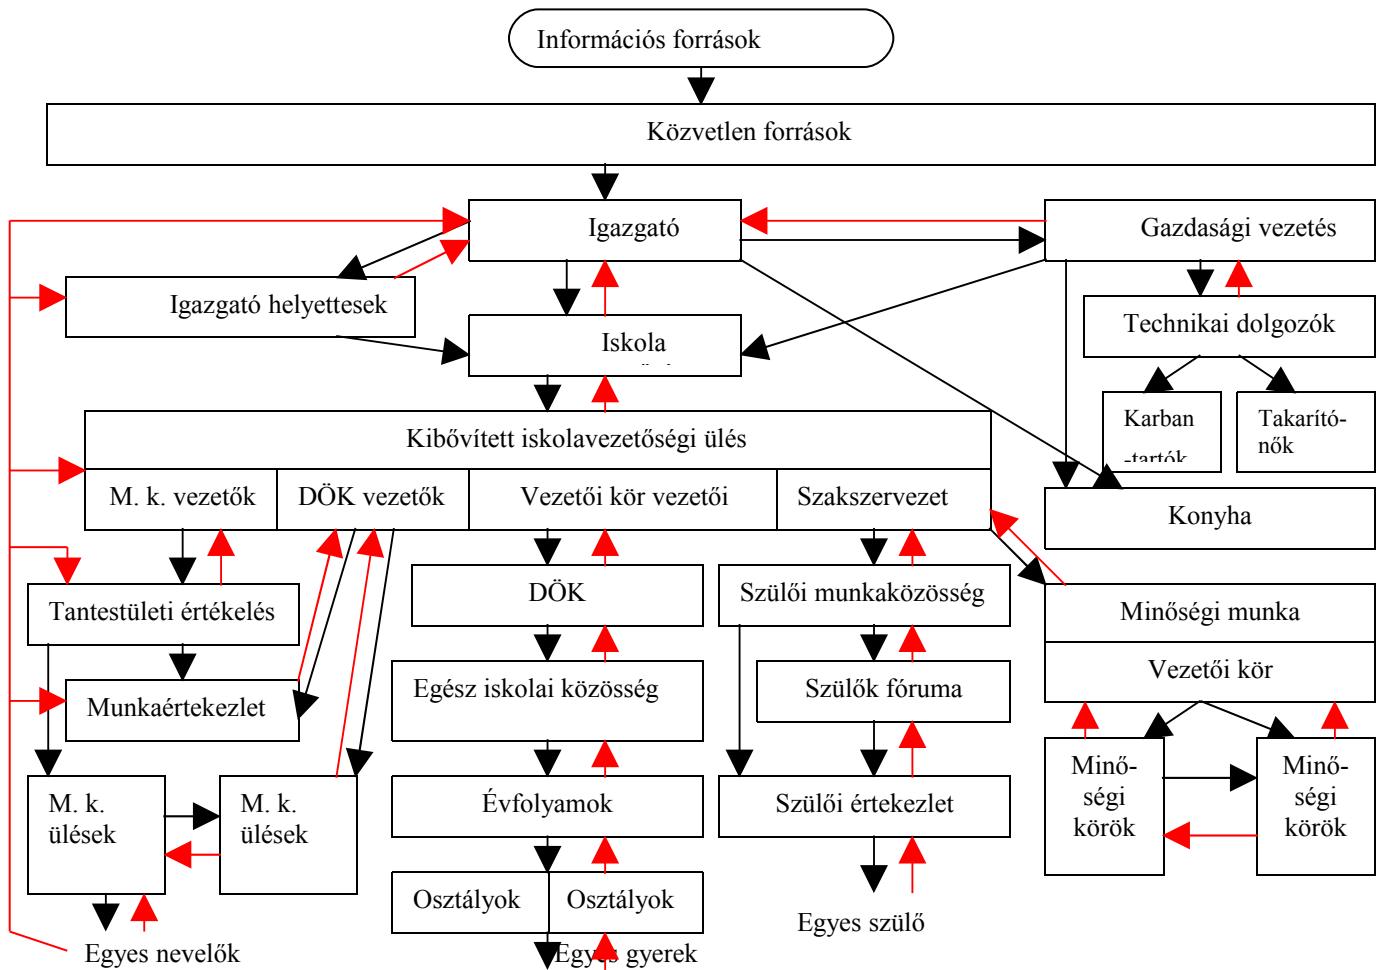 Információs források
Közvetlen források
Igazgató
Gazdasági vezetés
Igazgató helyettesek
Technikai dolgozók
Iskola
Karban
-tartók
Takarító-
nők
Kibővített iskolavezetőségi ülés
M. k. vezetők
DÖK vezetők
Vezetői kör vezetői
Szakszervezet
Konyha
Tantestületi értékelés
DÖK
Szülői munkaközösség
Minőségi munka
Vezetői kör
Munkaértekezlet
Egész iskolai közösség
Szülők fóruma
M. k.
ülések
M. k.
ülések
Évfolyamok
Szülői értekezlet
Minő-
ségi
körök
Minő-
ségi
körök
Osztályok
Osztályok
Egyes szülő
Egyes nevelők
Egyes gyerek